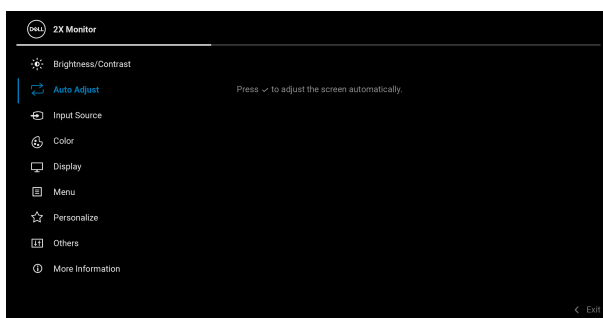 DELL
2X Monitor
Brightness/Contrast
Auto Adjust
Press ✓ to adjust the screen automatically.
Input Source
Color
Display
Menu
Personalize
Others
More Information
Exit